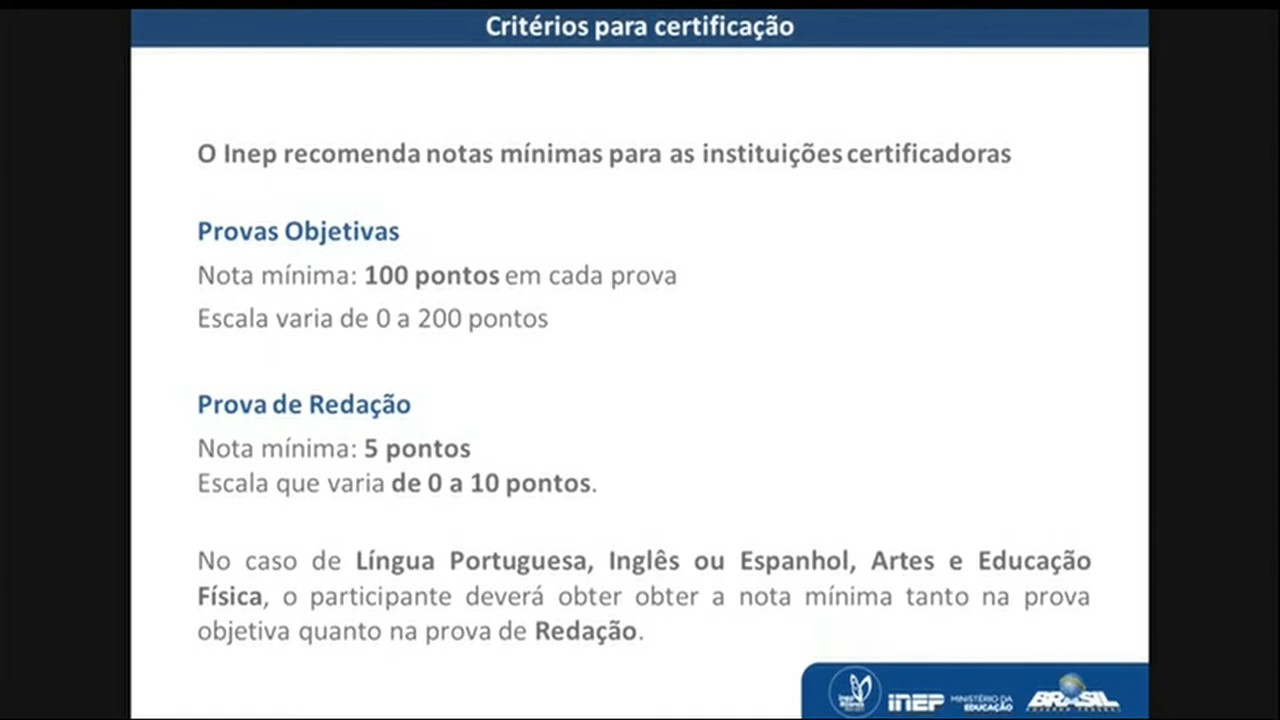 Critérios para certificação
O Inep recomenda notas mínimas para as instituições certificadoras
Provas Objetivas
Nota mínima: 100 pontos em cada prova
Escala varia de 0 a 200 pontos
Prova de Redação
Nota mínima: 5 pontos
Escala que varia de 0 a 10 pontos.
No caso de Língua Portuguesa, Inglês ou Espanhol, Artes e Educação
Física, o participante deverá obter obter a nota mínima tanto na prova
objetiva quanto na prova de Redação.
inep
MINISTÉRIO DA
EDUCAÇÃO
BRASIL